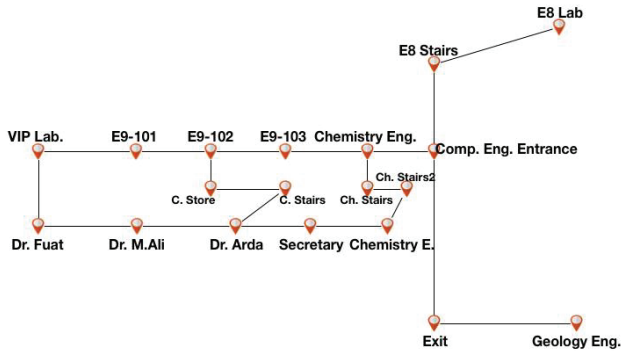 E8 Lab
E8 Stairs
VIP Lab.
E9-101
E9-102
E9-103
Chemistry Eng.
Comp. Eng. Entrance
C. Store
C. Stairs
Ch. Stairs
Ch. Stairs2
Dr. Fuat
Dr. M.Ali
Dr. Arda
Secretary
Chemistry E.
Exit
Geology Eng.